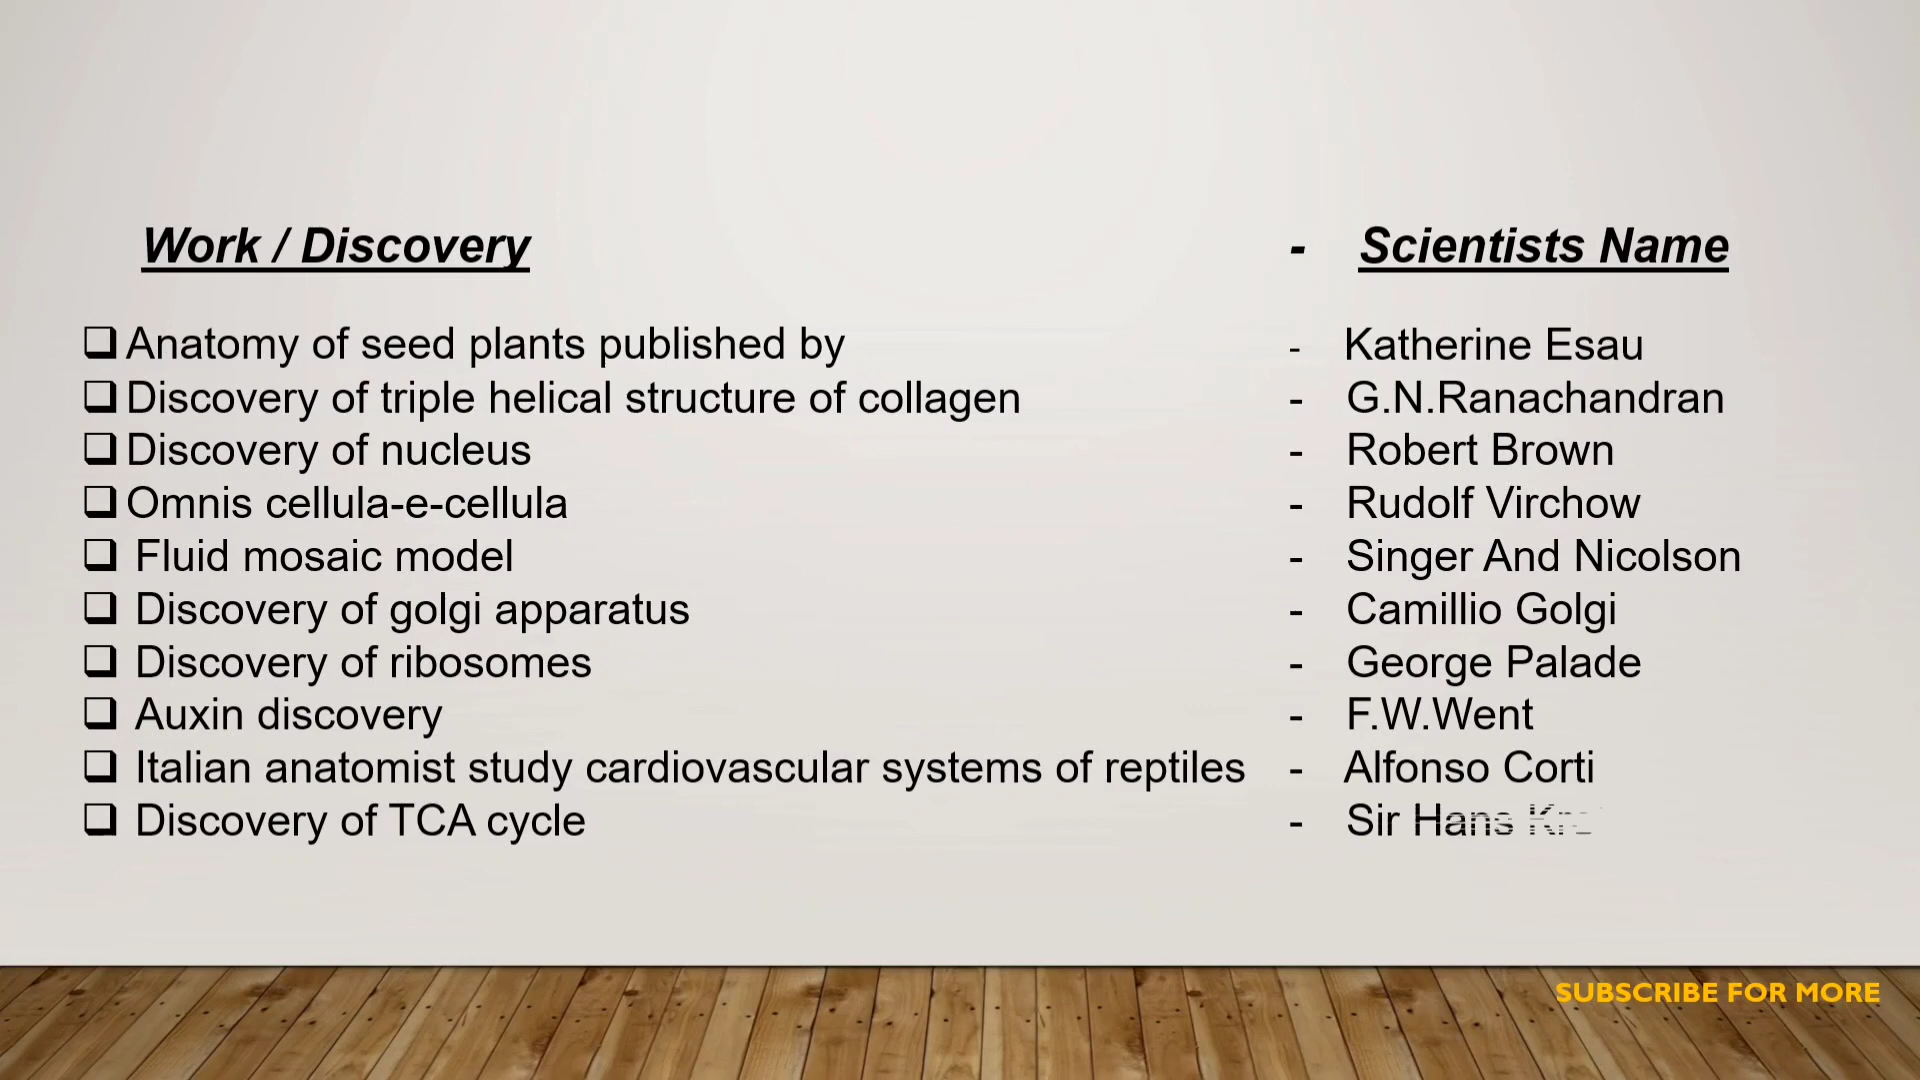 Work / Discovery - Scientists Name
❑ Anatomy of seed plants published by - Katherine Esau
❑ Discovery of triple helical structure of collagen - G.N.Ranachandran
❑ Discovery of nucleus - Robert Brown
❑ Omnis cellula-e-cellula - Rudolf Virchow
❑ Fluid mosaic model - Singer And Nicolson
❑ Discovery of golgi apparatus - Camillio Golgi
❑ Discovery of ribosomes - George Palade
❑ Auxin discovery - F.W.Went
❑ Italian anatomist study cardiovascular systems of reptiles - Alfonso Corti
❑ Discovery of TCA cycle - Sir Hans
SUBSCRIBE FOR MORE